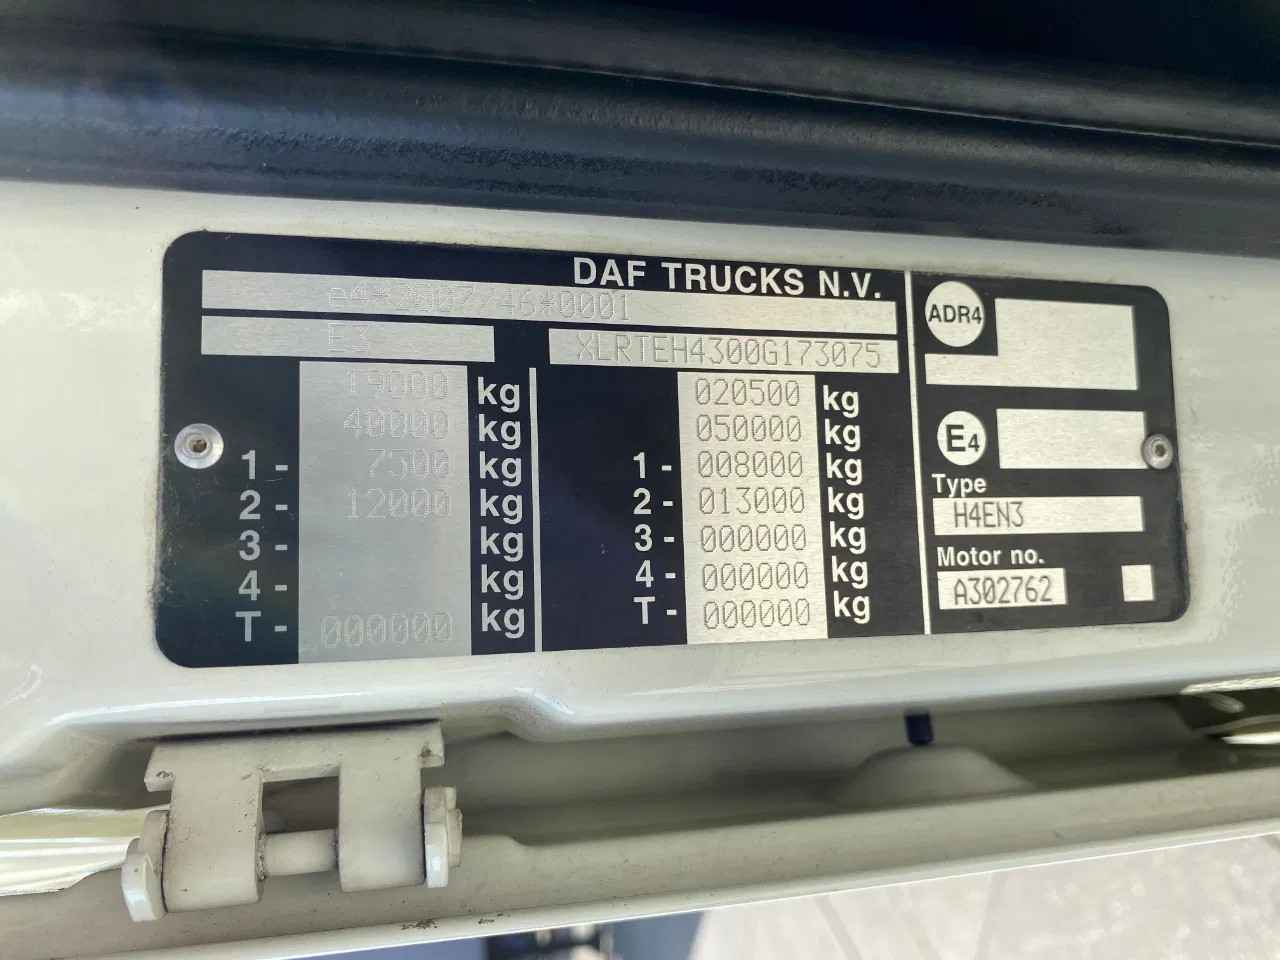 DAF TRUCKS N.V.
e4*2007/46*0001
E3
XLRTEH4300G173075
19000 kg
40000 kg
1- 7500 kg
2- 12000 kg
3- kg
4- kg
T- 000000 kg
020500 kg
050000 kg
1- 008000 kg
2- 013000 kg
3- 000000 kg
4- 000000 kg
T- 000000 kg
ADR4
E4
Type
H4EN3
Motor no.
A302762